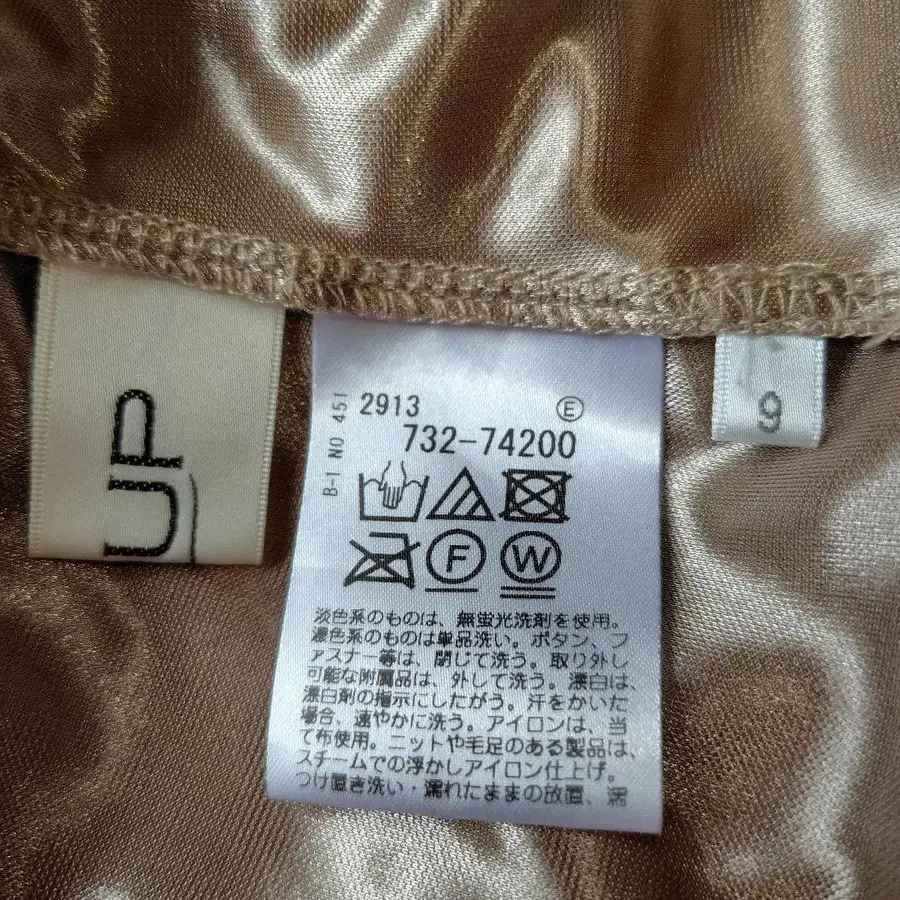 UP
B-1 NO. 451
2913 E
732-74200
F W
淡色系のものは、無蛍光洗剤を使用。
濃色系のものは単品洗い。ボタン、フ
ァスナー等は、閉じて洗う。取り外し
可能な附属品は、外して洗う。漂白は、
漂白剤の指示にしたがう。汗をかいた
場合、速やかに洗う。アイロンは、当
て布使用。ニットや毛足のある製品は、
スチームでの浮かしアイロン仕上げ。
つけ置き洗い・濡れたままの放置、
9